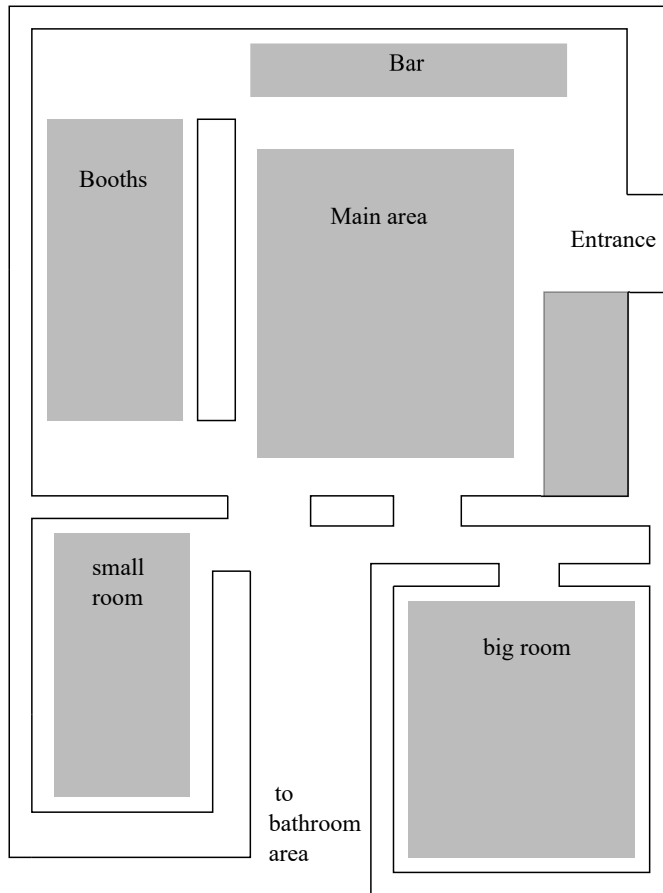 Bar
Booths
Main area
Entrance
small
room
big room
to
bathroom
area